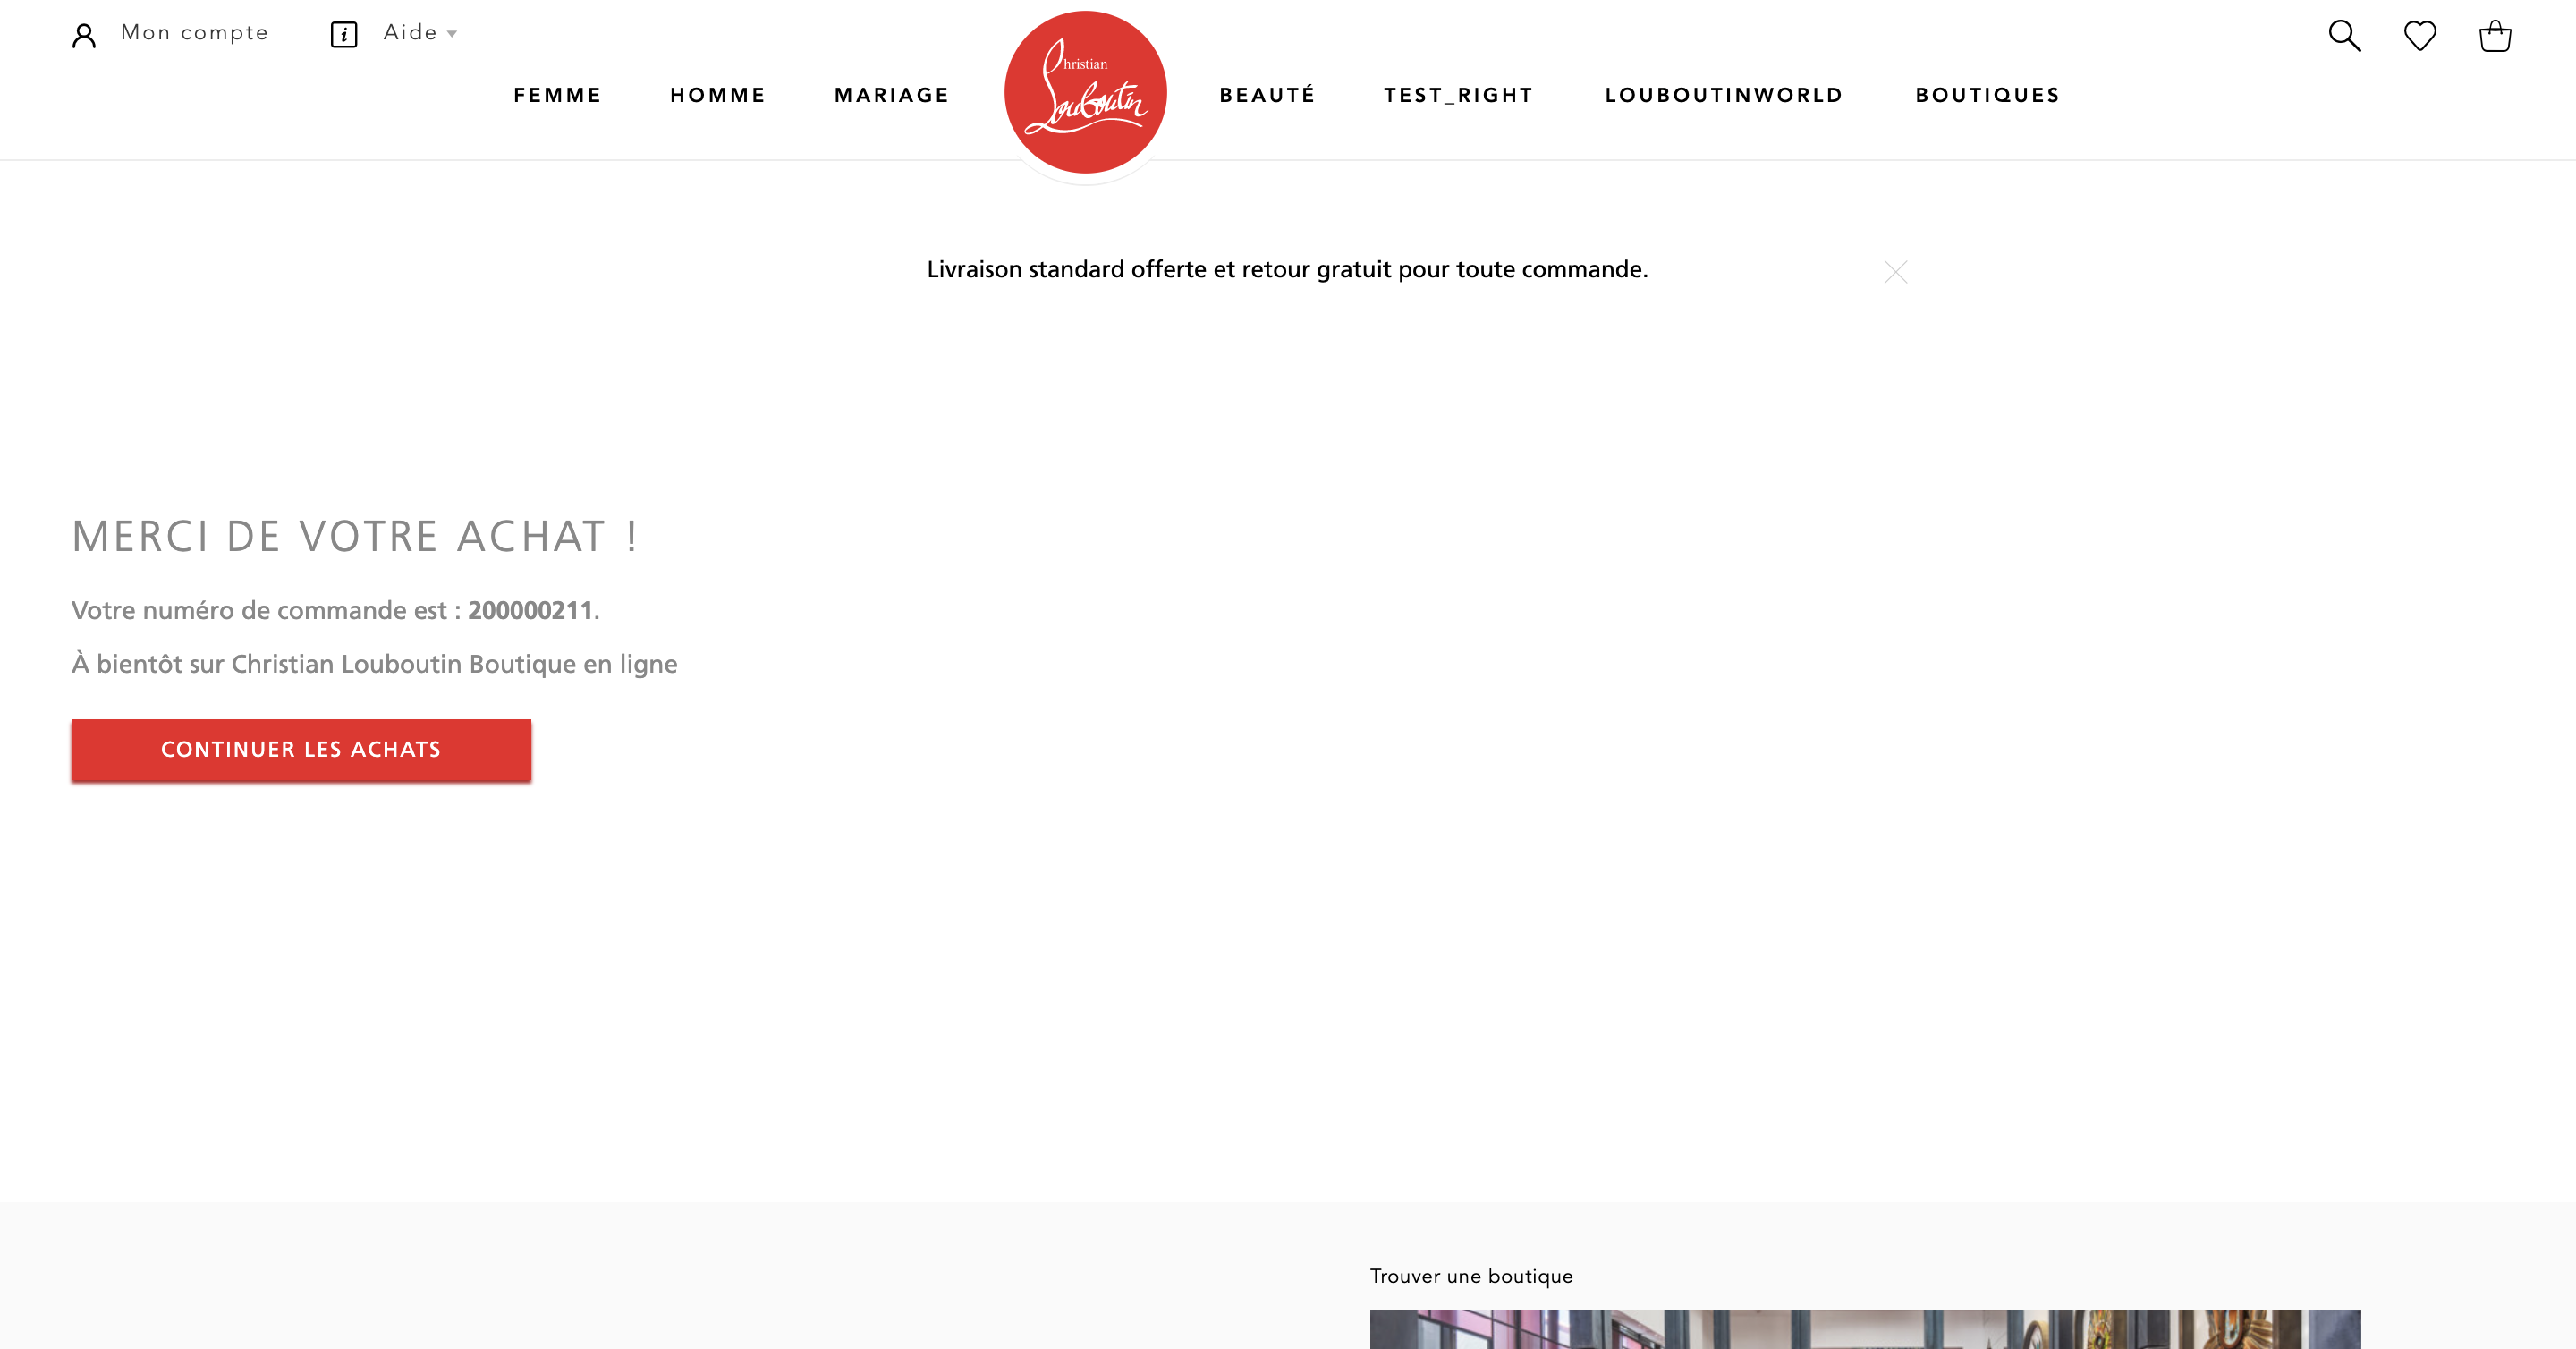 Mon compte
Aide
FEMME
HOMME
MARIAGE
Christian
Louboutin
BEAUTÉ
TEST_RIGHT
LOUBOUTINWORLD
BOUTIQUES
Livraison standard offerte et retour gratuit pour toute commande.
MERCI DE VOTRE ACHAT !
Votre numéro de commande est : 200000211.
À bientôt sur Christian Louboutin Boutique en ligne
CONTINUER LES ACHATS
Trouver une boutique